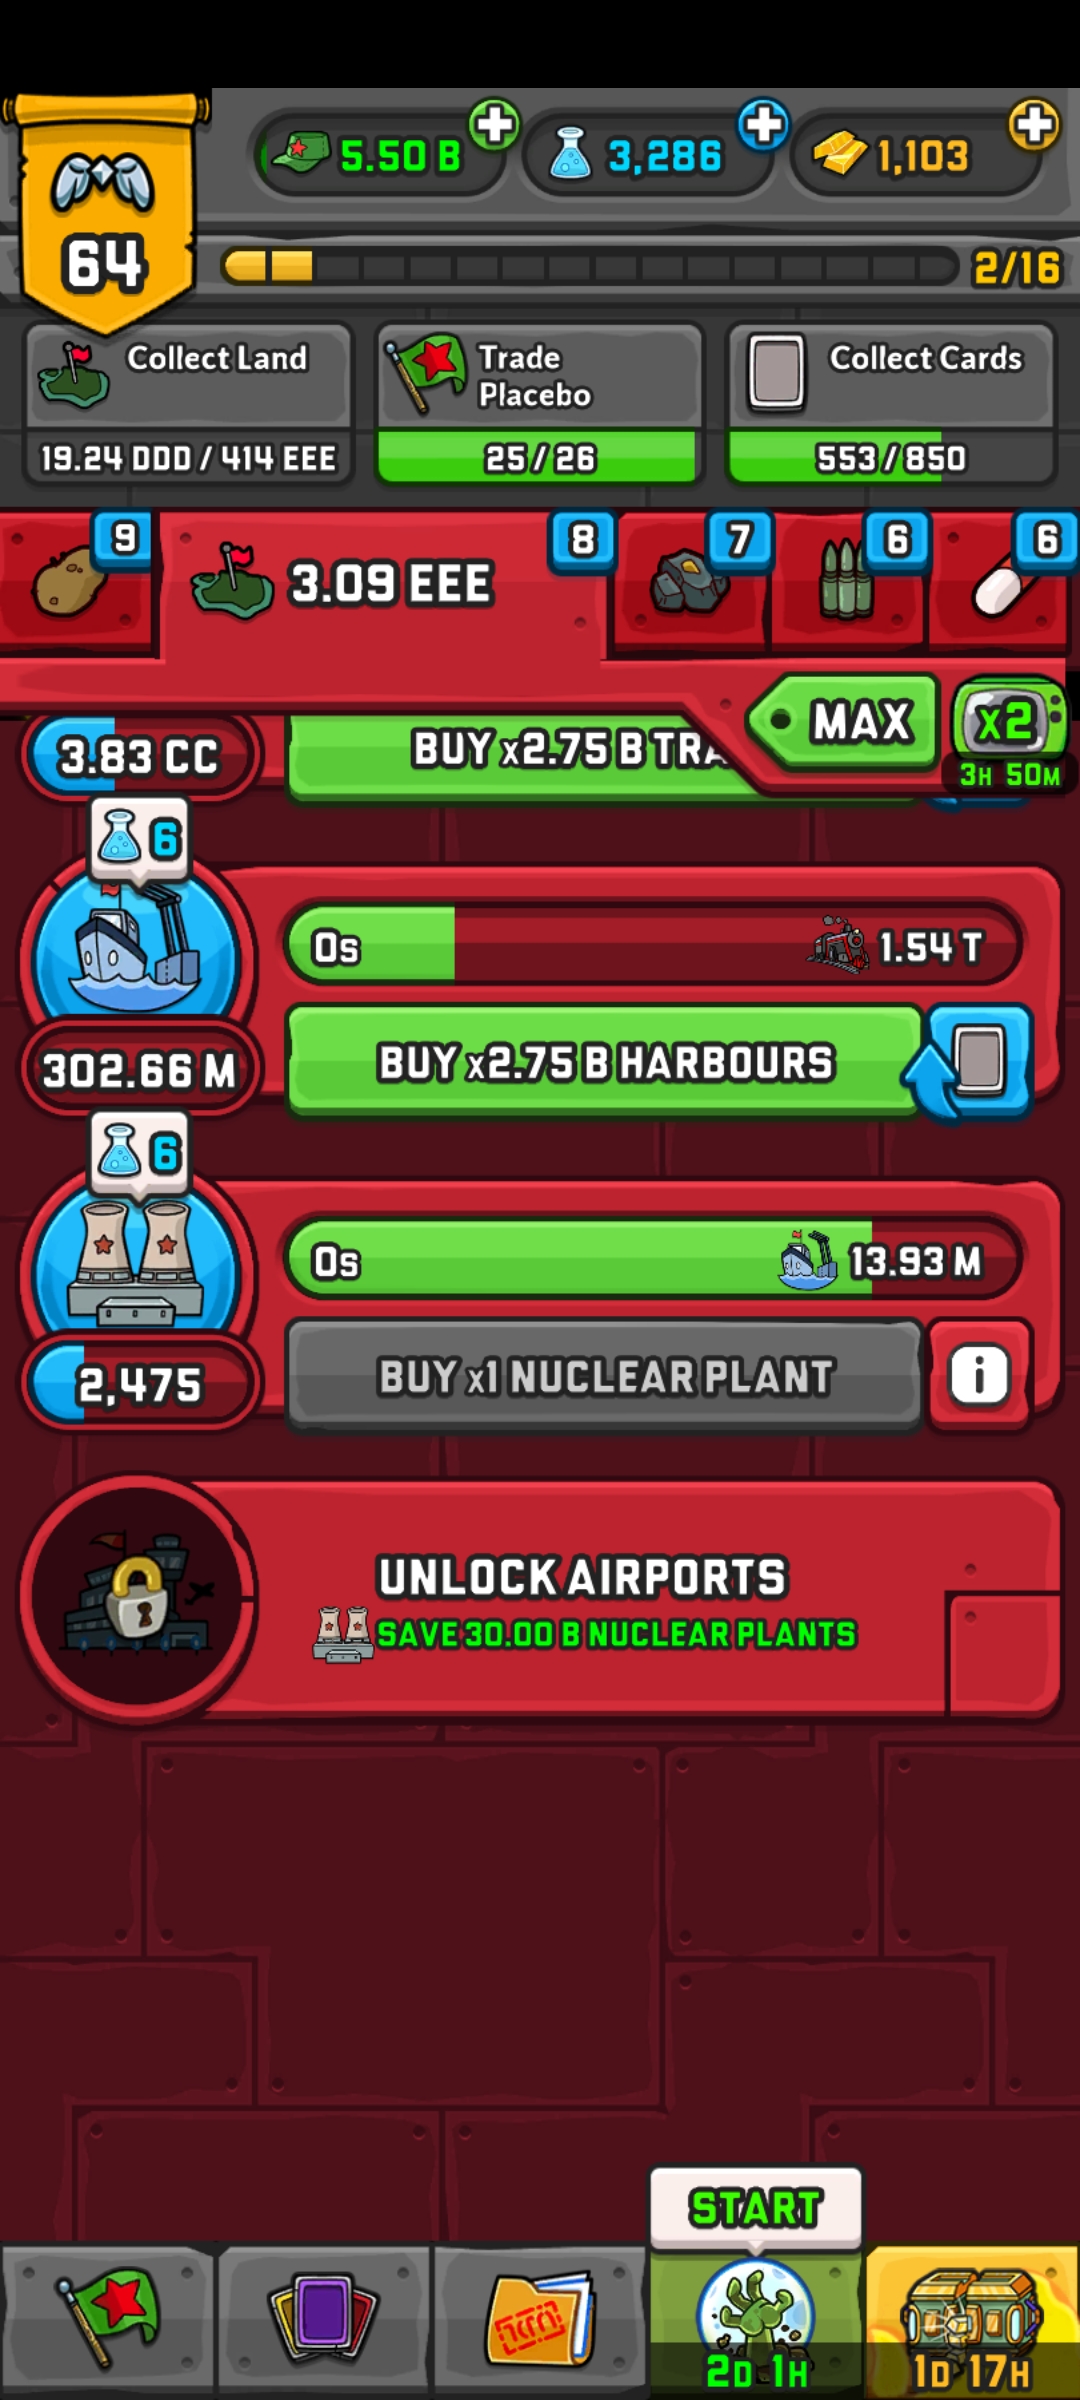 5.50 B
3,286
1,103
64
2/16
Collect Land
19.24 DDD / 414 EEE
Trade
Placebo
25 / 26
Collect Cards
553 / 850
9
3.09 EEE
8
7
6
6
MAX
x2
3H 50M
3.83 CC
BUY x2.75 B
6
0s
1.54 T
302.66 M
BUY x2.75 B HARBOURS
6
0s
13.93 M
2,475
BUY x1 NUCLEAR PLANT
i
UNLOCK AIRPORTS
SAVE 30.00 B NUCLEAR PLANTS
START
2D 1H
1D 17H